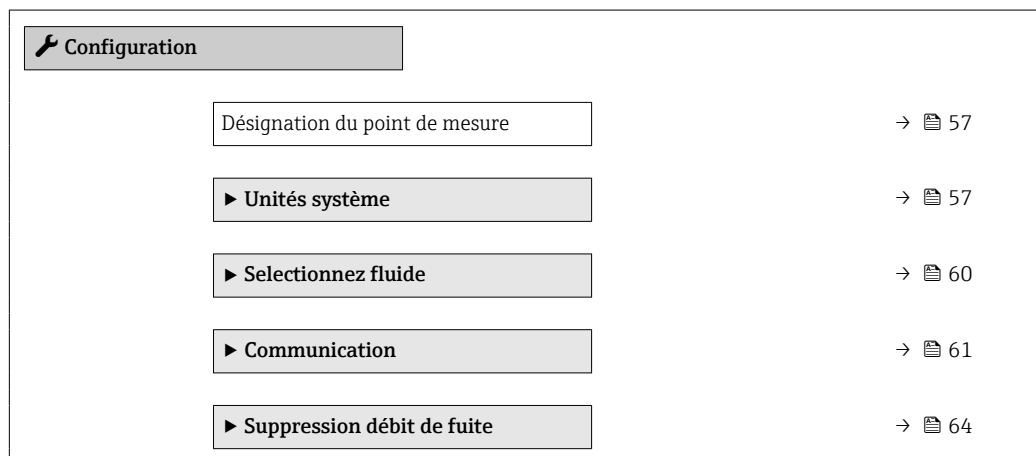 Configuration
Désignation du point de mesure → 57
▶ Unités système → 57
▶ Selectionnez fluide → 60
▶ Communication → 61
▶ Suppression débit de fuite → 64